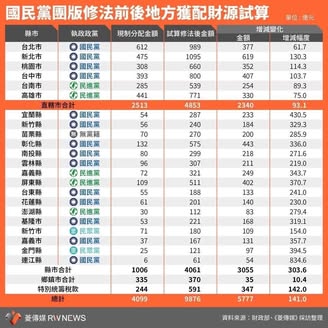 國民黨團版修法前後地方獲配財源試算
單位：億元
縣市 執政政黨 現制分配金額 試算修法後金額 增減變化
金額 增減幅度
台北市 國民黨 612 989 377 61.7
新北市 國民黨 475 1095 619 130.3
桃園市 國民黨 308 660 352 114.3
台中市 國民黨 393 800 407 103.7
台南市 民進黨 285 539 254 89.3
高雄市 民進黨 441 771 330 75.0
直轄市合計 2513 4853 2340 93.1
宜蘭縣 國民黨 54 287 233 430.5
新竹縣 國民黨 56 240 184 329.3
苗栗縣 無黨籍 70 270 200 285.9
彰化縣 國民黨 132 575 443 336.0
南投縣 國民黨 80 299 218 271.6
雲林縣 國民黨 96 307 211 219.0
嘉義縣 民進黨 72 321 249 343.7
屏東縣 民進黨 109 511 402 370.7
台東縣 國民黨 55 188 133 241.0
花蓮縣 國民黨 61 201 140 230.0
澎湖縣 民進黨 30 112 83 279.4
基隆市 國民黨 53 221 168 319.1
新竹市 民眾黨 71 180 109 154.0
嘉義市 國民黨 37 167 131 357.7
金門縣 無黨籍 25 121 97 394.5
連江縣 國民黨 6 61 54 834.6
縣市合計 1006 4061 3055 303.6
鄉鎮市合計 335 370 35 10.4
特別統籌稅款 244 591 347 142.0
總計 4099 9876 5777 141.0
菱傳媒 RWNEWS
資料來源：財政部、《菱傳媒》採訪整理